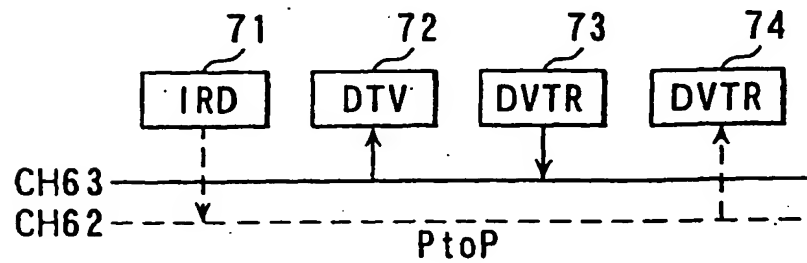 71 72 73 74
IRD DTV DVTR DVTR
CH63
CH62
PtoP